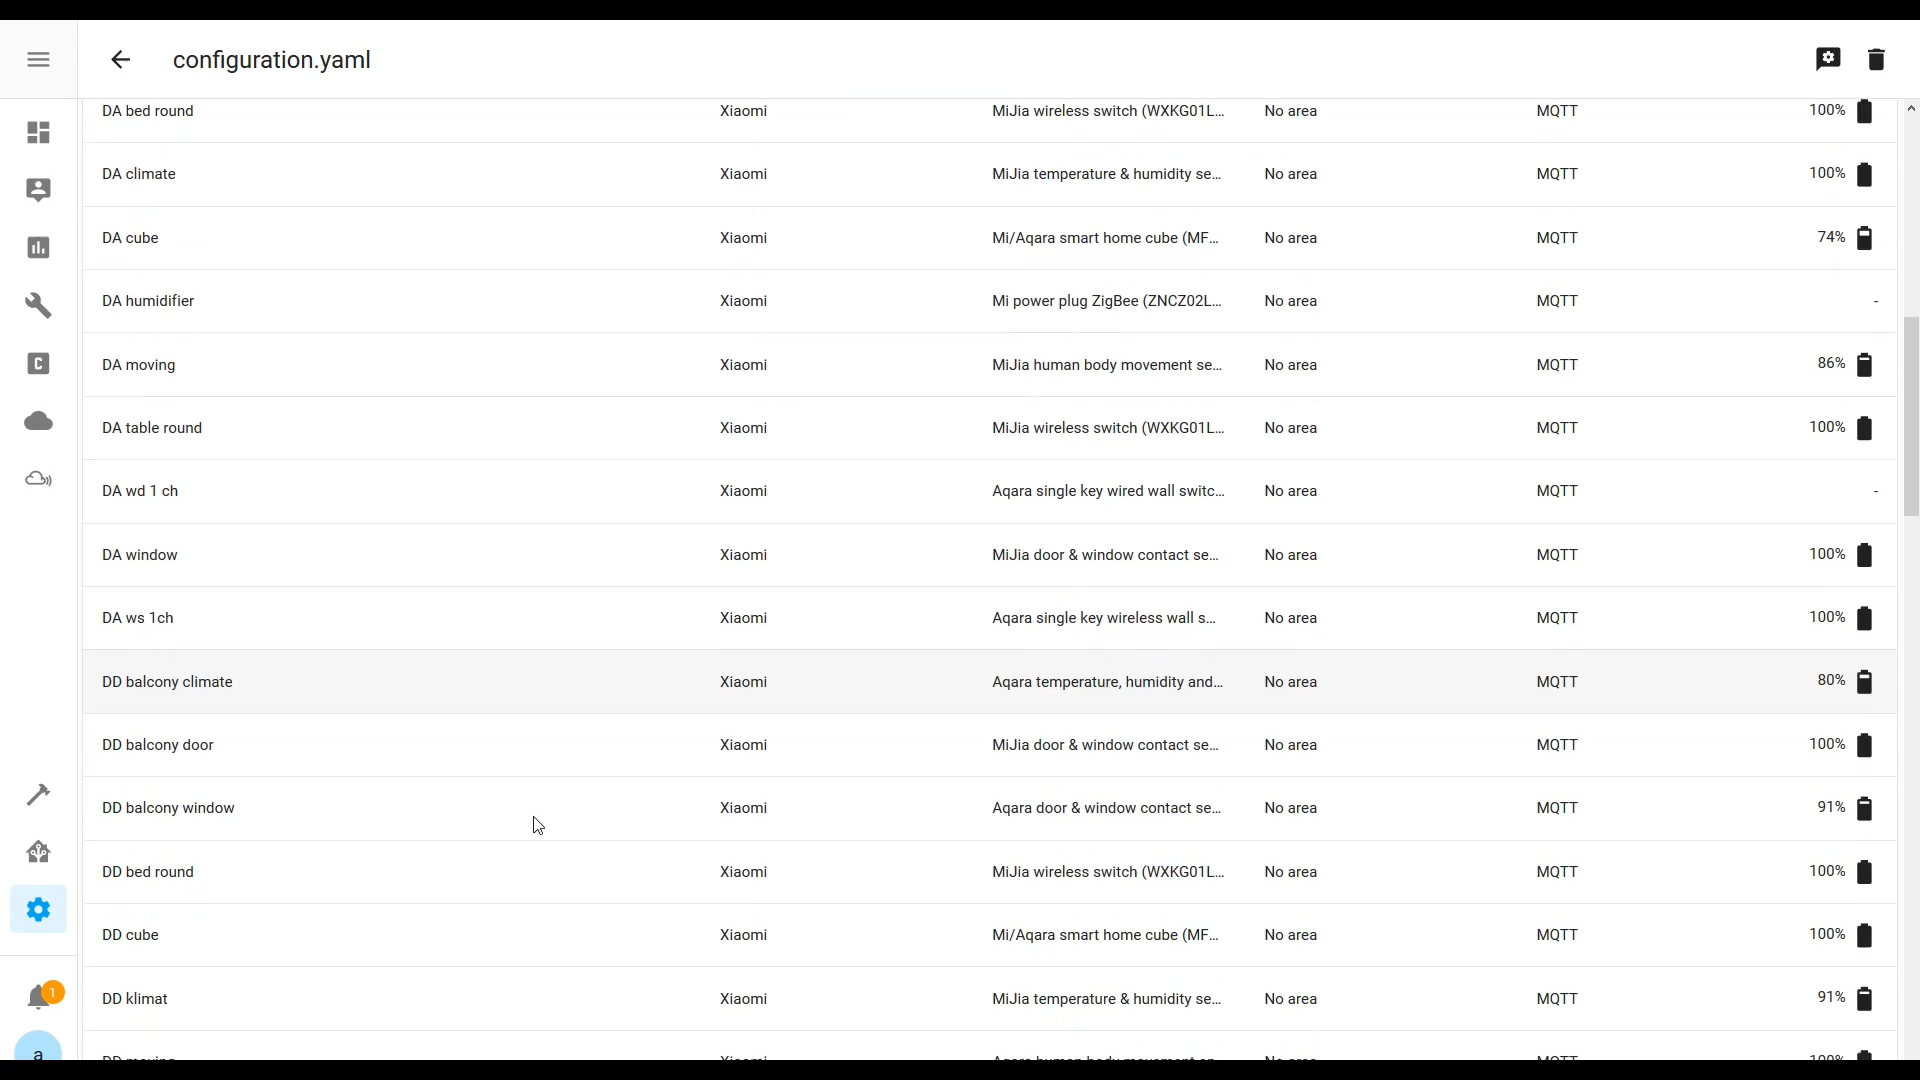 configuration.yaml
DA bed round Xiaomi MiJia wireless switch (WXKG01L... No area MQTT 100%
DA climate Xiaomi MiJia temperature & humidity se... No area MQTT 100%
DA cube Xiaomi Mi/Aqara smart home cube (MF... No area MQTT 74%
DA humidifier Xiaomi Mi power plug ZigBee (ZNCZ02L... No area MQTT -
C
DA moving Xiaomi MiJia human body movement se... No area MQTT 86%
DA table round Xiaomi MiJia wireless switch (WXKG01L... No area MQTT 100%
DA wd 1 ch Xiaomi Aqara single key wired wall switc... No area MQTT -
DA window Xiaomi MiJia door & window contact se... No area MQTT 100%
DA ws 1ch Xiaomi Aqara single key wireless wall s... No area MQTT 100%
DD balcony climate Xiaomi Aqara temperature, humidity and... No area MQTT 80%
DD balcony door Xiaomi MiJia door & window contact se... No area MQTT 100%
DD balcony window Xiaomi Aqara door & window contact se... No area MQTT 91%
DD bed round Xiaomi MiJia wireless switch (WXKG01L... No area MQTT 100%
DD cube Xiaomi Mi/Aqara smart home cube (MF... No area MQTT 100%
1
DD klimat Xiaomi MiJia temperature & humidity se... No area MQTT 91%
a